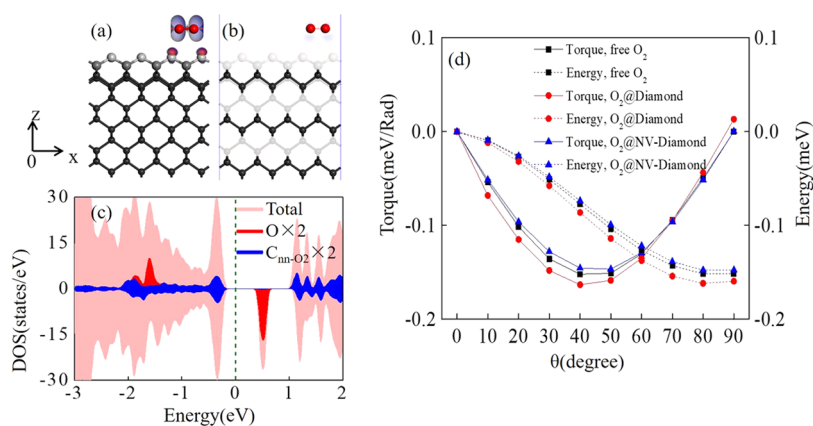 (a)
(b)
Z
0
x
(c)
30
15
0
-15
-30
DOS(states/eV)
Total
O×2
Cnn-O2×2
-3
-2
-1
0
1
2
Energy(eV)
(d)
0.1
0.0
-0.1
-0.2
Torque(meV/Rad)
Torque, free O2
Energy, free O2
Torque, O2@Diamond
Energy, O2@Diamond
Torque, O2@NV-Diamond
Energy, O2@NV-Diamond
0.1
0.0
-0.1
-0.2
Energy(meV)
0 10 20 30 40 50 60 70 80 90
θ(degree)